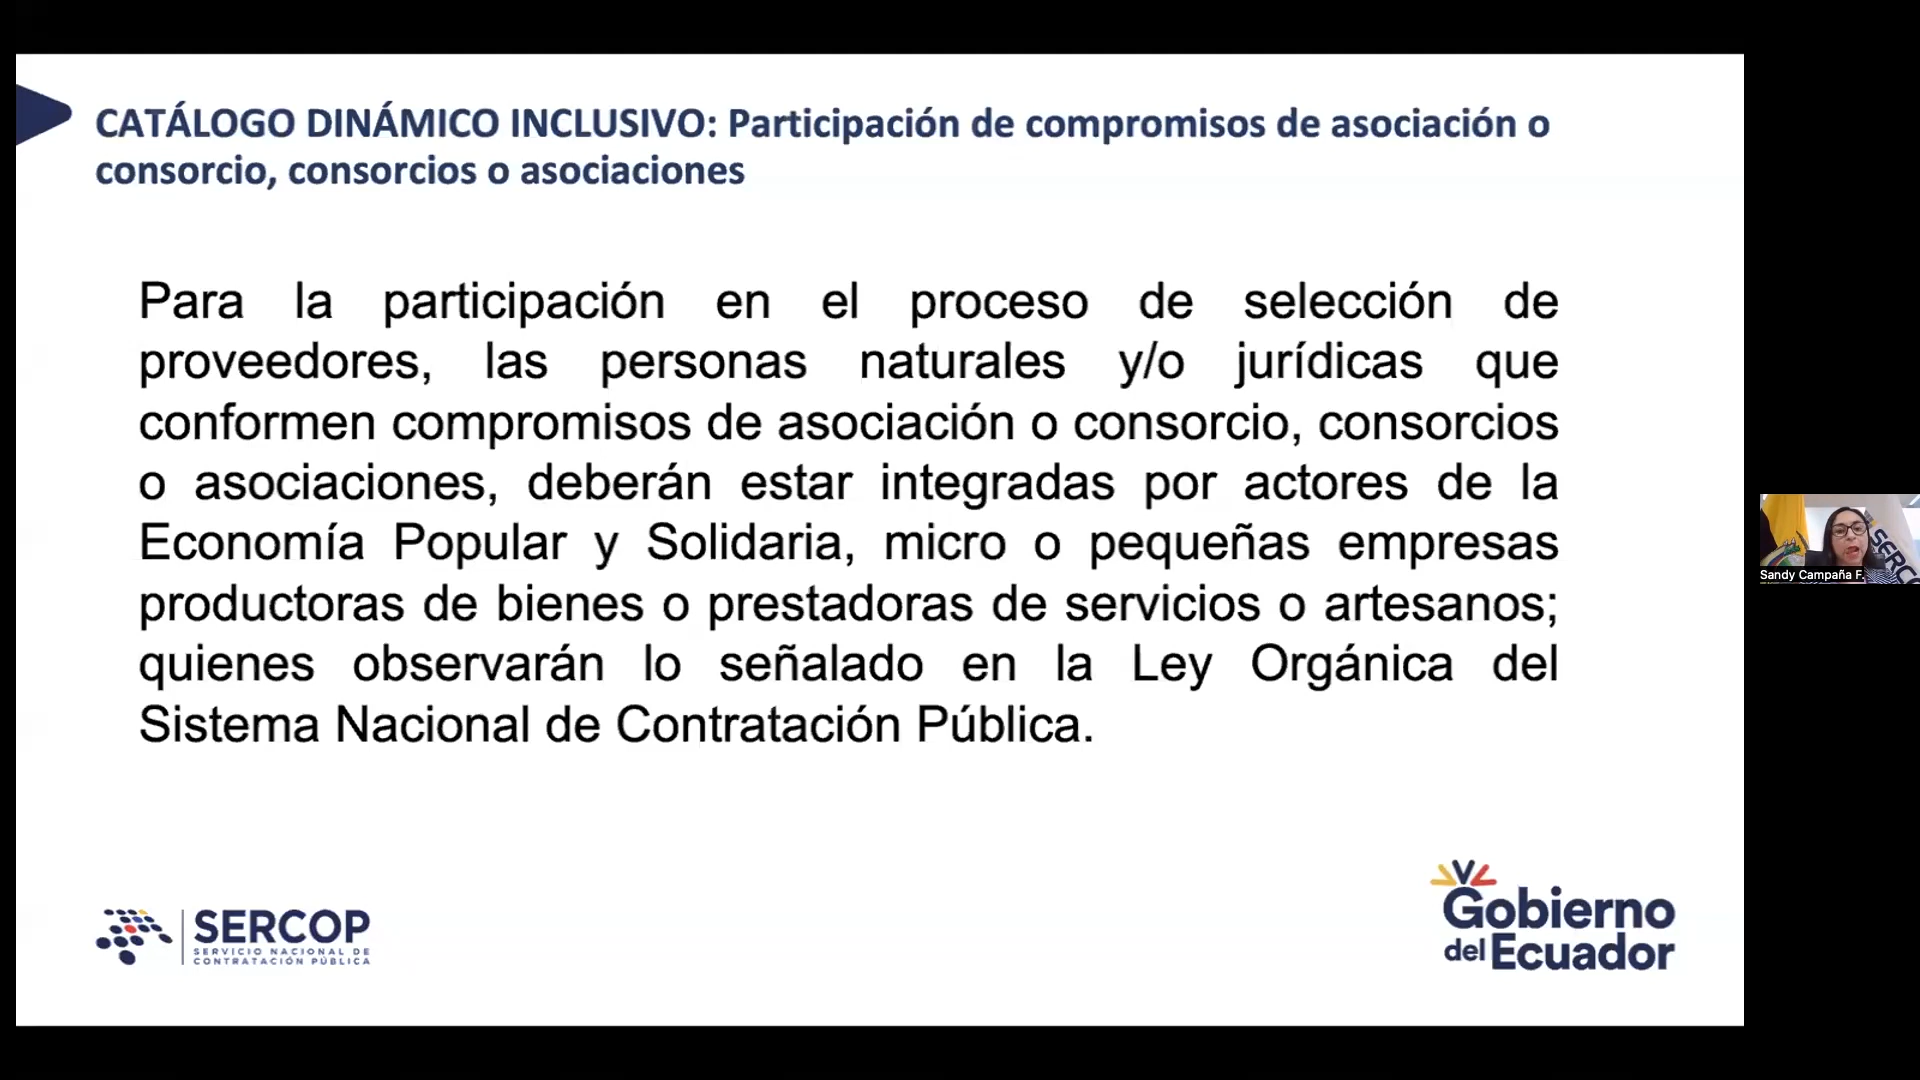 CATÁLOGO DINÁMICO INCLUSIVO: Participación de compromisos de asociación o
consorcio, consorcios o asociaciones
Para la participación en el proceso de selección de
proveedores, las personas naturales y/o jurídicas que
conformen compromisos de asociación o consorcio, consorcios
o asociaciones, deberán estar integradas por actores de la
Economía Popular y Solidaria, micro o pequeñas empresas
productoras de bienes o prestadoras de servicios o artesanos;
quienes observarán lo señalado en la Ley Orgánica del
Sistema Nacional de Contratación Pública.
SERCOP
SERVICIO NACIONAL DE
CONTRATACIÓN PÚBLICA
Gobierno
del Ecuador
SERC
Sandy Campaña F.